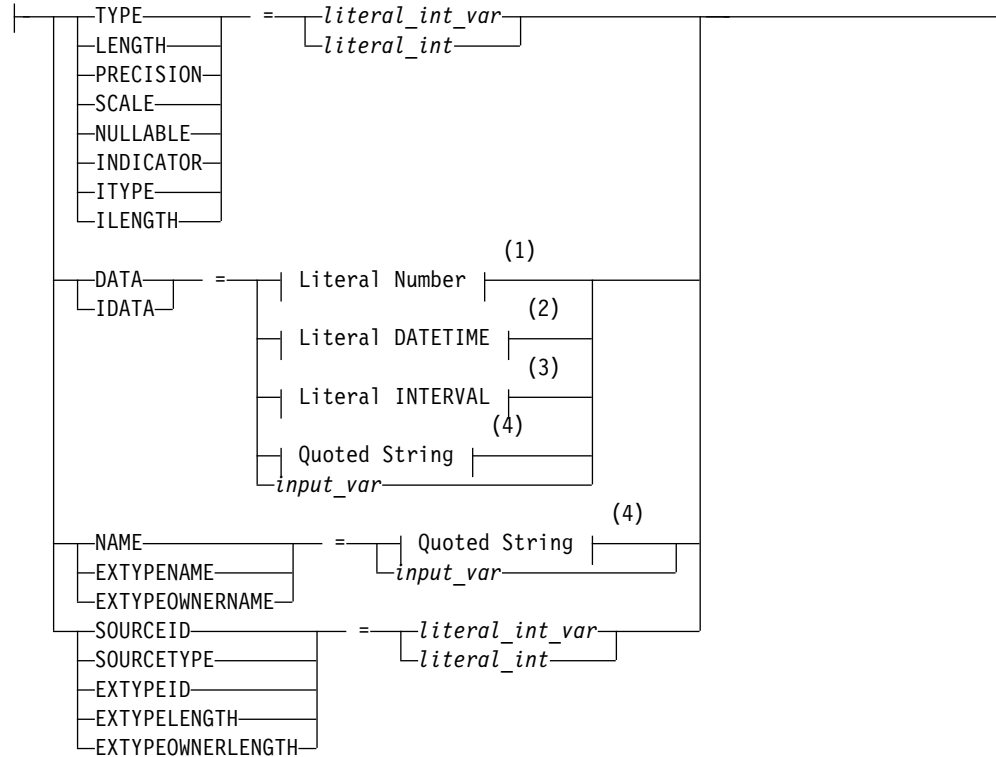 TYPE = literal_int_var
LENGTH literal_int
PRECISION
SCALE
NULLABLE
INDICATOR
ITYPE
ILENGTH
(1)
DATA = Literal Number
IDATA
(2)
Literal DATETIME
(3)
Literal INTERVAL
(4)
Quoted String
input_var
(4)
NAME = Quoted String
EXTYPENAME input_var
EXTYPEOWNERNAME
SOURCEID = literal_int_var
SOURCETYPE literal_int
EXTYPEID
EXTYPELENGTH
EXTYPEOWNERLENGTH